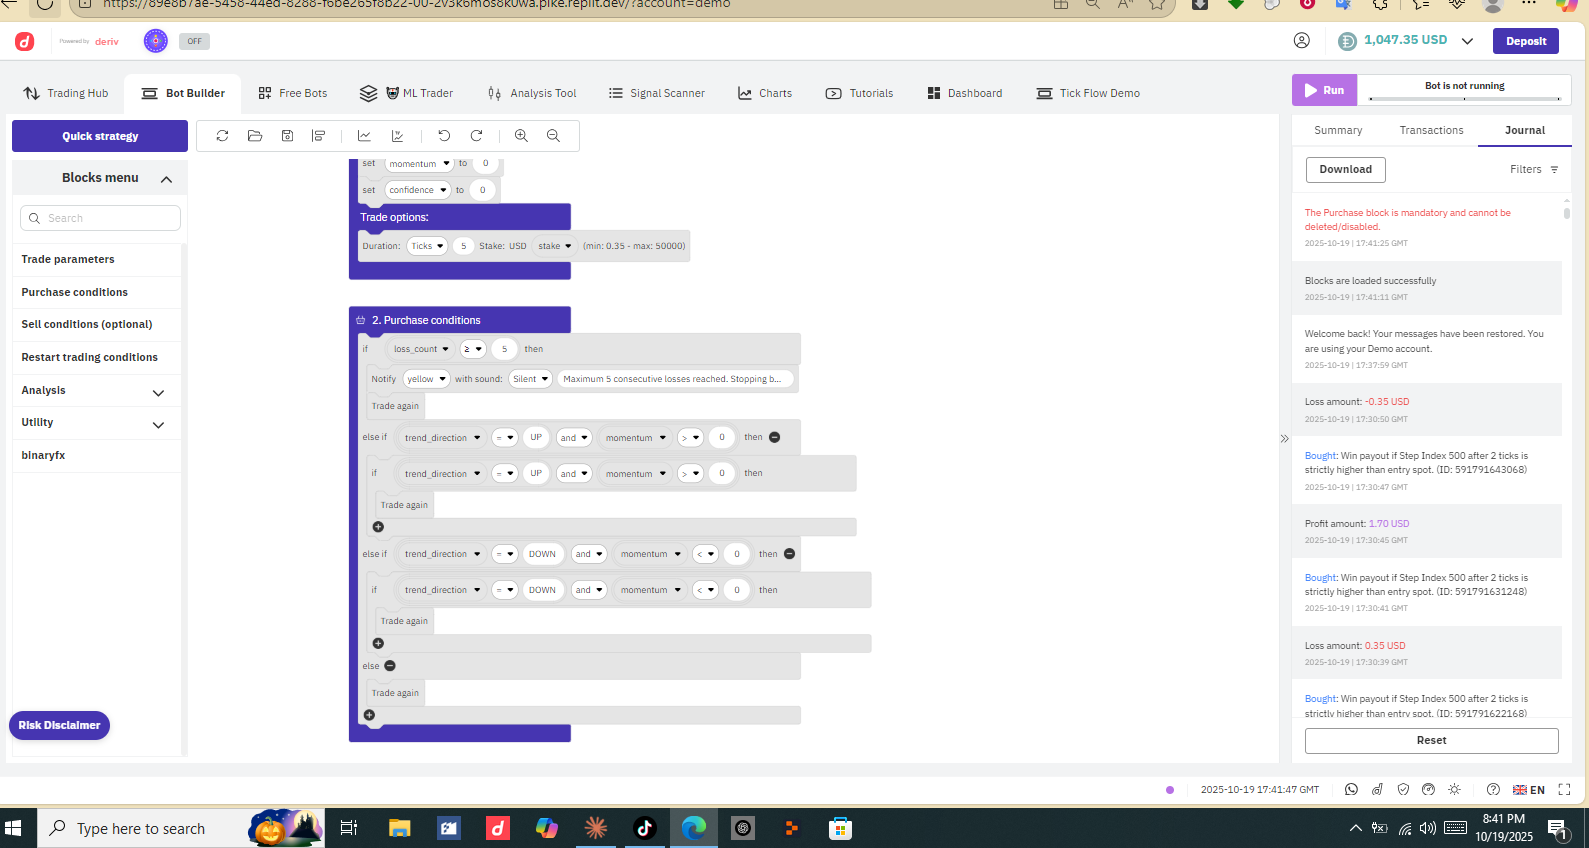 https://89e8b7ae-5458-44ed-8288-f6be265f8b22-00-2v3k6mos8k0wa.pike.replit.dev/?account=demo
Powered by deriv
OFF
1,047.35 USD
Deposit
Trading Hub
Bot Builder
Free Bots
ML Trader
Analysis Tool
Signal Scanner
Charts
Tutorials
Dashboard
Tick Flow Demo
Run
Bot is not running
Quick strategy
Blocks menu
Search
Trade parameters
Purchase conditions
Sell conditions (optional)
Restart trading conditions
Analysis
Utility
binaryfx
Risk Disclaimer
set momentum to 0
set confidence to 0
Trade options:
Duration: Ticks 5 Stake: USD stake (min: 0.35 - max: 50000)
2. Purchase conditions
if loss_count ≥ 5 then
Notify yellow with sound: Silent Maximum 5 consecutive losses reached. Stopping b...
Trade again
else if trend_direction = UP and momentum > 0 then
if trend_direction = UP and momentum > 0 then
Trade again
else if trend_direction = DOWN and momentum < 0 then
if trend_direction = DOWN and momentum < 0 then
Trade again
else
Trade again
Summary
Transactions
Journal
Download
Filters
The Purchase block is mandatory and cannot be
deleted/disabled.
2025-10-19 | 17:41:25 GMT
Blocks are loaded successfully
2025-10-19 | 17:41:11 GMT
Welcome back! Your messages have been restored. You
are using your Demo account.
2025-10-19 | 17:37:59 GMT
Loss amount: -0.35 USD
2025-10-19 | 17:30:50 GMT
Bought: Win payout if Step Index 500 after 2 ticks is
strictly higher than entry spot. (ID: 591791643068)
2025-10-19 | 17:30:47 GMT
Profit amount: 1.70 USD
2025-10-19 | 17:30:45 GMT
Bought: Win payout if Step Index 500 after 2 ticks is
strictly higher than entry spot. (ID: 591791631248)
2025-10-19 | 17:30:41 GMT
Loss amount: 0.35 USD
2025-10-19 | 17:30:39 GMT
Bought: Win payout if Step Index 500 after 2 ticks is
strictly higher than entry spot. (ID: 591791622168)
Reset
2025-10-19 17:41:47 GMT
EN
Type here to search
8:41 PM
10/19/2025
1